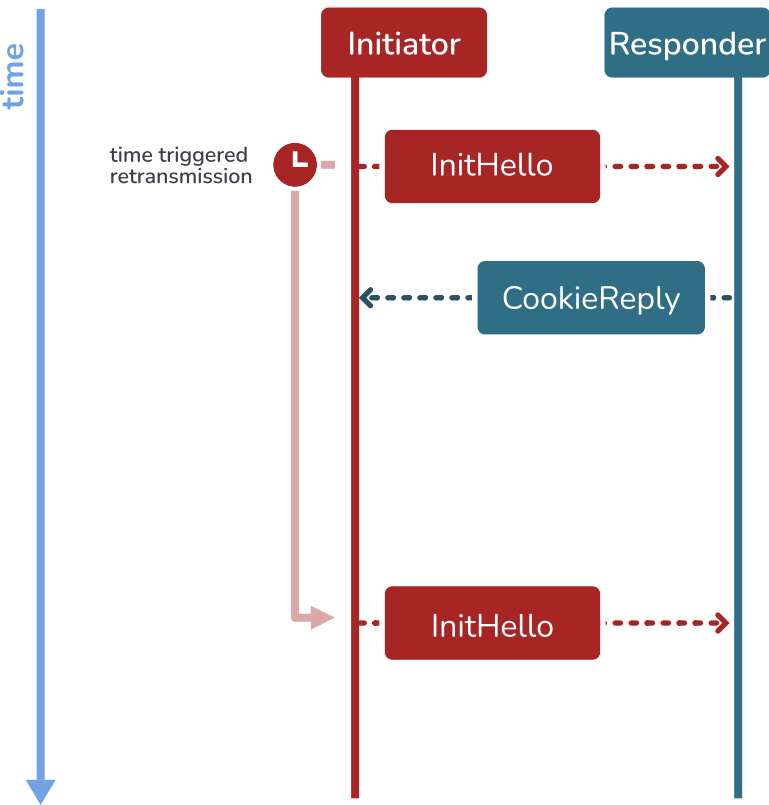 Initiator
Responder
time
time triggered
retransmission
InitHello
CookieReply
InitHello